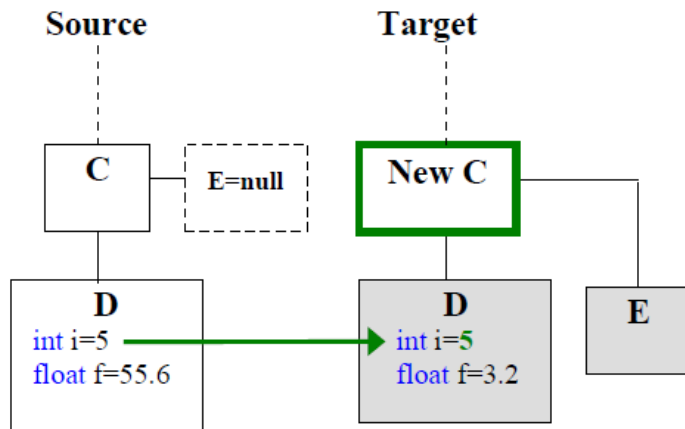 Source
Target
C
E=null
New C
D
int i=5
float f=55.6
D
int i=5
float f=3.2
E